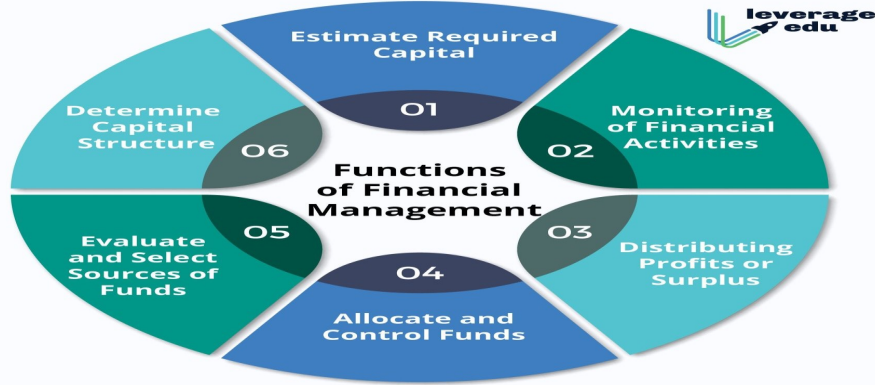 leverage
edu
Estimate Required
Capital
01
Monitoring
of Financial
Activities
02
Distributing
Profits or
Surplus
03
Allocate and
Control Funds
04
Evaluate
and Select
Sources of
Funds
05
Determine
Capital
Structure
06
Functions
of Financial
Management